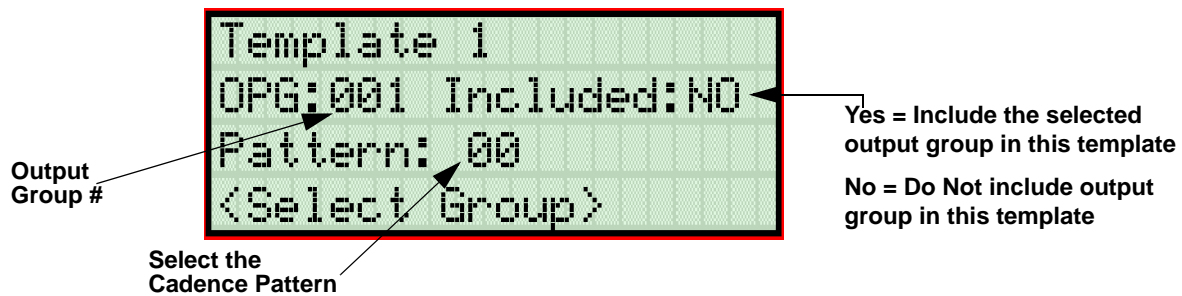 Template 1
OPG:001 Included:NO
Pattern: 00
<Select Group>
Output
Group #
Select the
Cadence Pattern
Yes = Include the selected
output group in this template
No = Do Not include output
group in this template